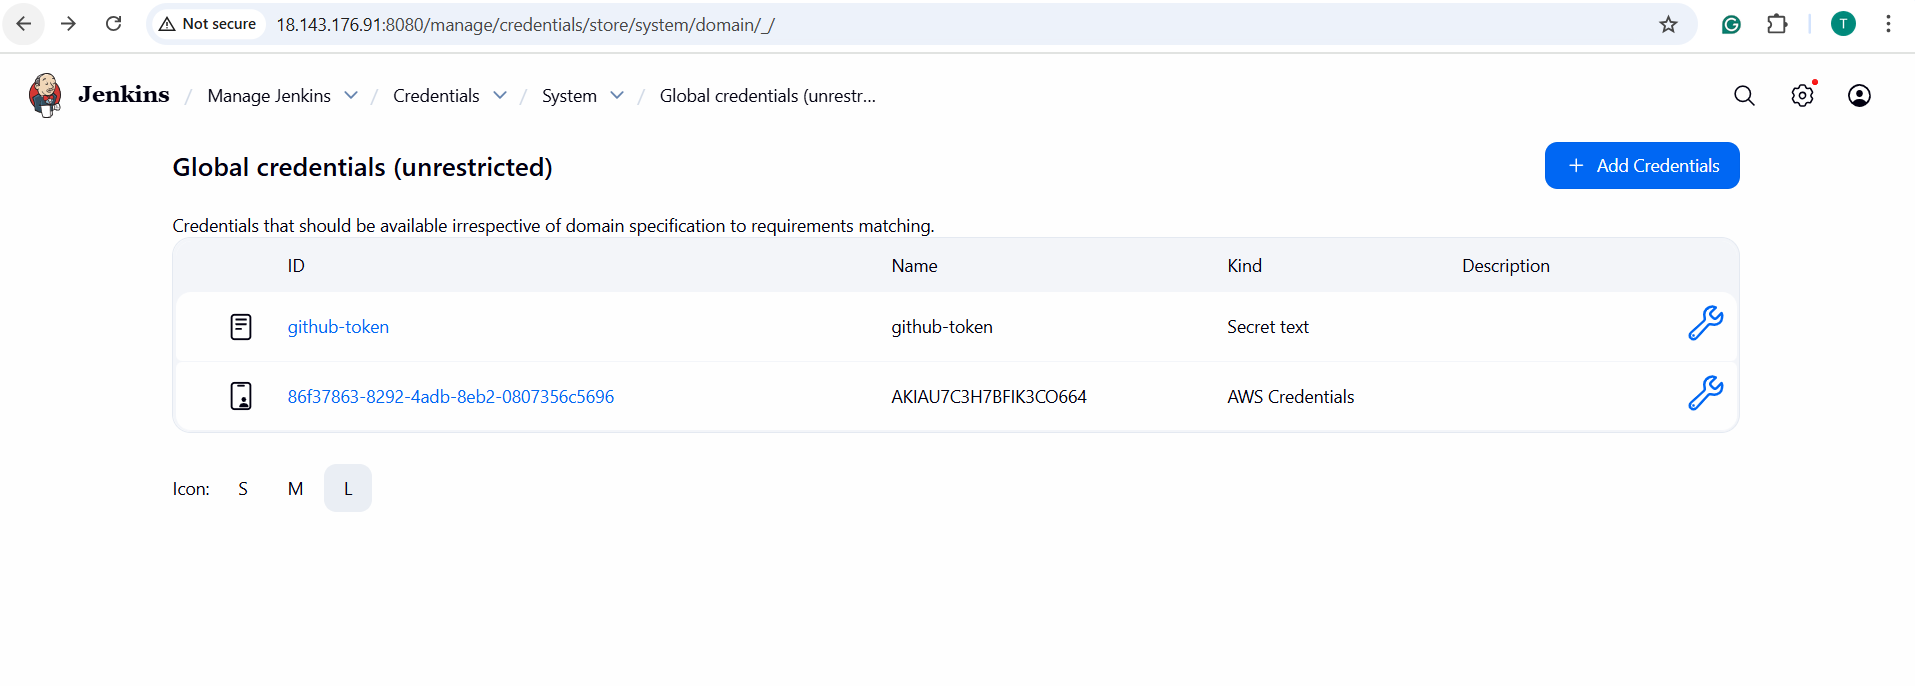 Not secure 18.143.176.91:8080/manage/credentials/store/system/domain/_/ T
Jenkins / Manage Jenkins / Credentials / System / Global credentials (unrestr...
Global credentials (unrestricted)
+ Add Credentials
Credentials that should be available irrespective of domain specification to requirements matching.
ID Name Kind Description
github-token github-token Secret text
86f37863-8292-4adb-8eb2-0807356c5696 AKIAU7C3H7BFIK3CO664 AWS Credentials
Icon: S M L